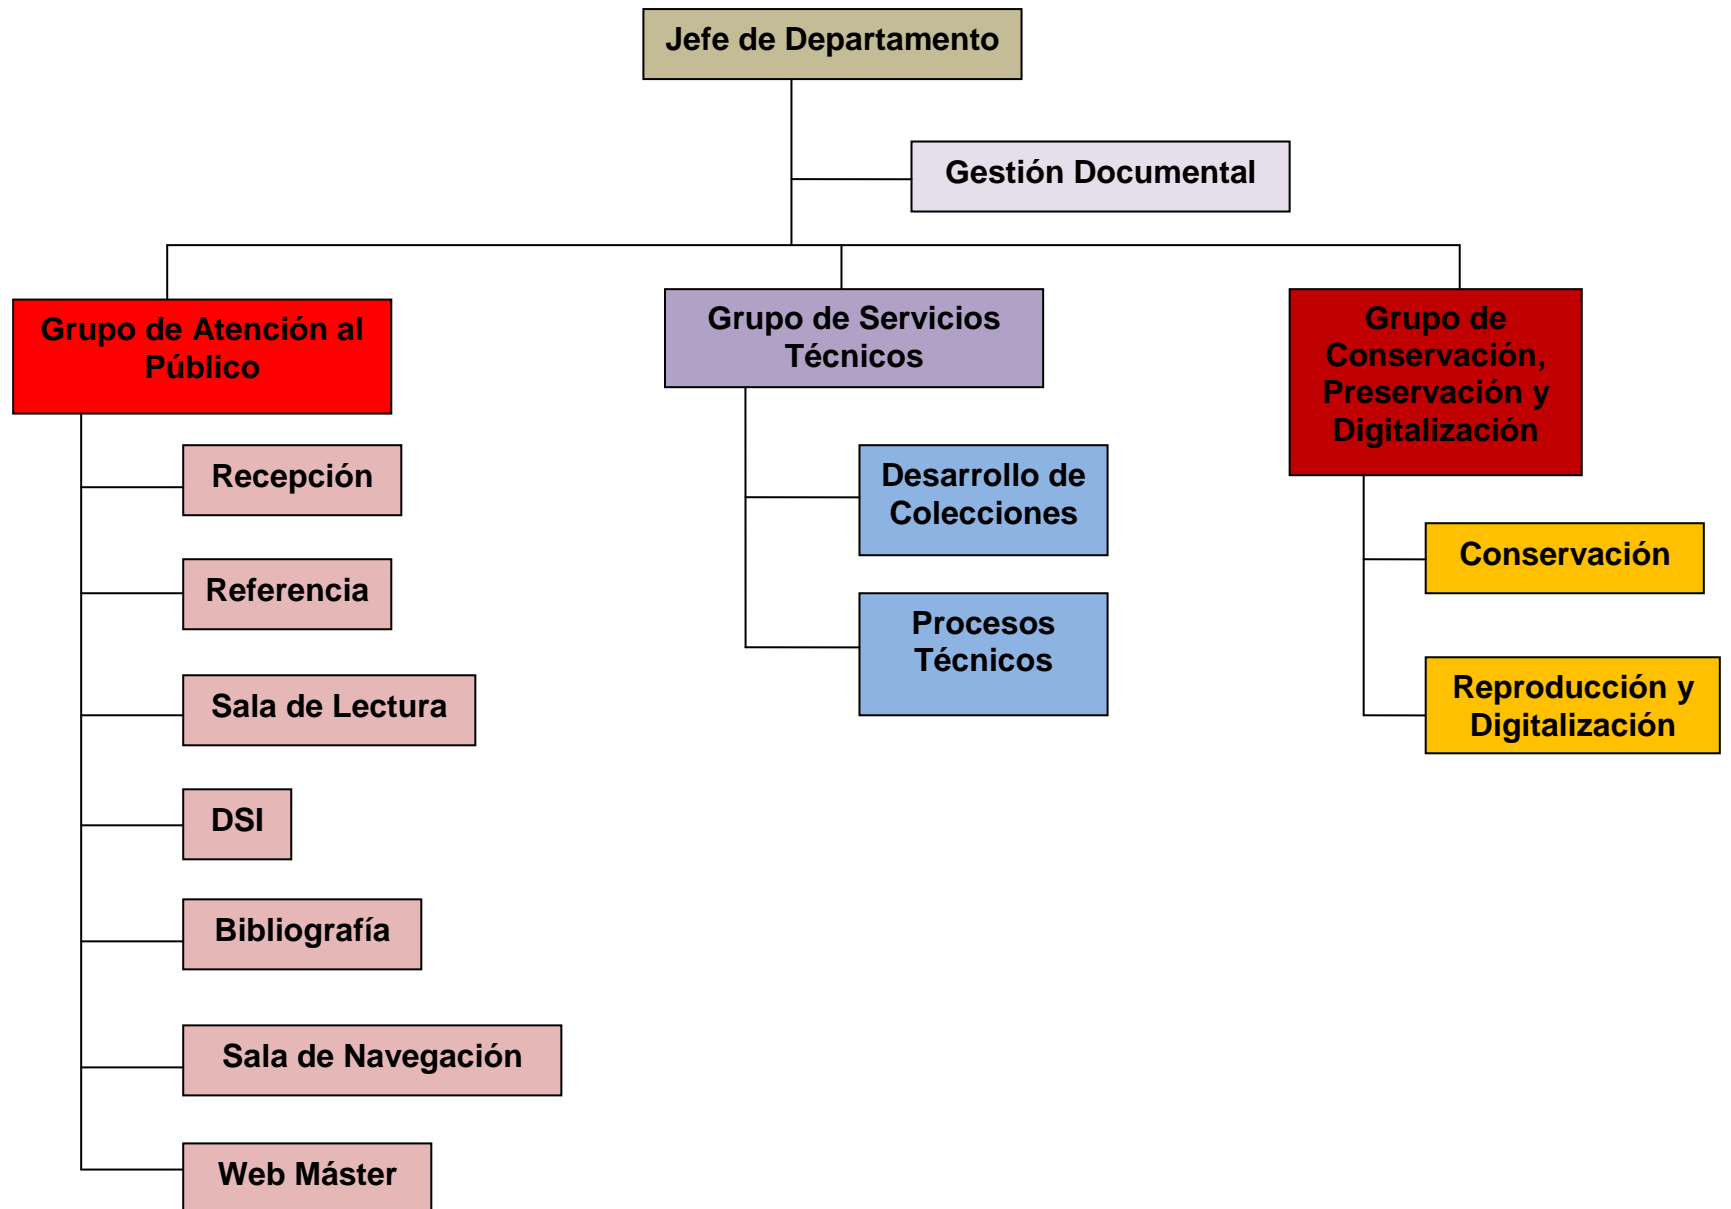 Jefe de Departamento
Gestión Documental
Grupo de Atención al
Público
Recepción
Referencia
Sala de Lectura
DSI
Bibliografía
Sala de Navegación
Web Máster
Grupo de Servicios
Técnicos
Desarrollo de
Colecciones
Procesos
Técnicos
Grupo de
Conservación,
Preservación y
Digitalización
Conservación
Reproducción y
Digitalización